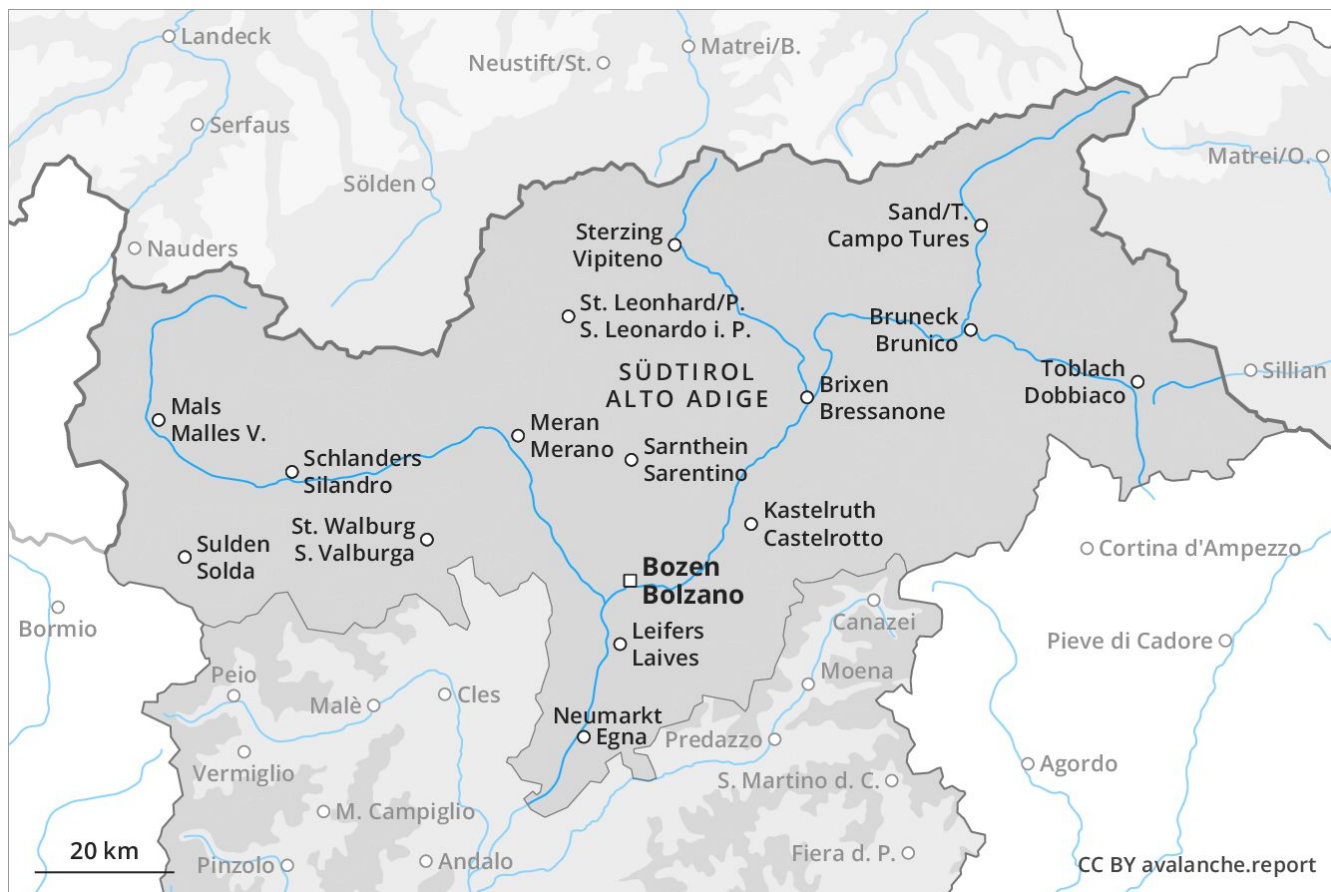 Landeck
Matrei/B.
Neustift/St.
Serfaus
Matrei/O.
Sölden
Sand/T.
Campo Tures
Sterzing
Vipiteno
Nauders
St. Leonhard/P.
S. Leonardo i. P.
Bruneck
Brunico
SÜDTIROL
ALTO ADIGE
Toblach
Dobbiaco
Sillian
Brixen
Bressanone
Mals
Malles V.
Meran
Merano
Sarnthein
Sarentino
Schlanders
Silandro
Kastelruth
Castelrotto
St. Walburg
S. Valburga
Sulden
Solda
Cortina d'Ampezzo
Bozen
Bolzano
Bormio
Canazei
Leifers
Laives
Pieve di Cadore
Peio
Moena
Malè
Cles
Neumarkt
Egna
Predazzo
Vermiglio
Agordo
S. Martino d. C.
M. Campiglio
20 km
Pinzolo
Andalo
Fiera d. P.
CC BY avalanche.report